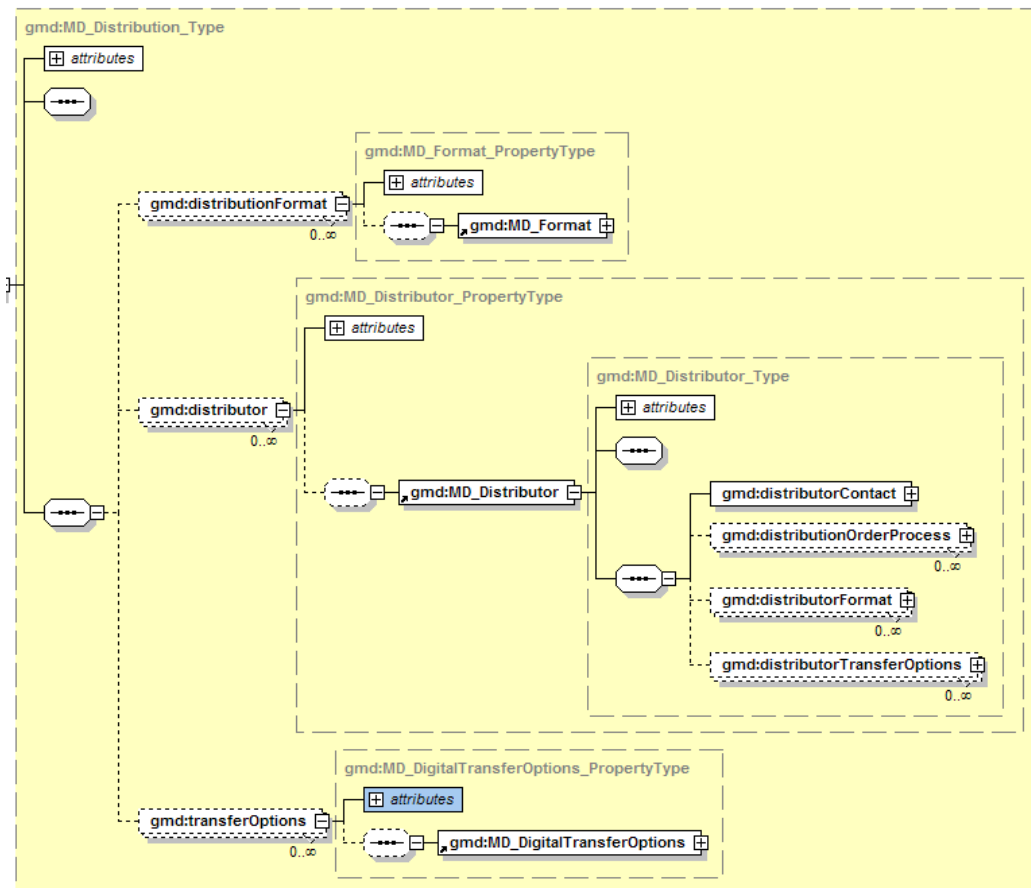 gmd:MD_Distribution_Type
attributes
gmd:MD_Format_PropertyType
attributes
gmd:distributionFormat
0..∞
gmd:MD_Format
gmd:MD_Distributor_PropertyType
attributes
gmd:MD_Distributor_Type
attributes
gmd:distributor
0..∞
gmd:MD_Distributor
gmd:distributorContact
gmd:distributionOrderProcess
0..∞
gmd:distributorFormat
0..∞
gmd:distributorTransferOptions
0..∞
gmd:MD_DigitalTransferOptions_PropertyType
attributes
gmd:transferOptions
0..∞
gmd:MD_DigitalTransferOptions